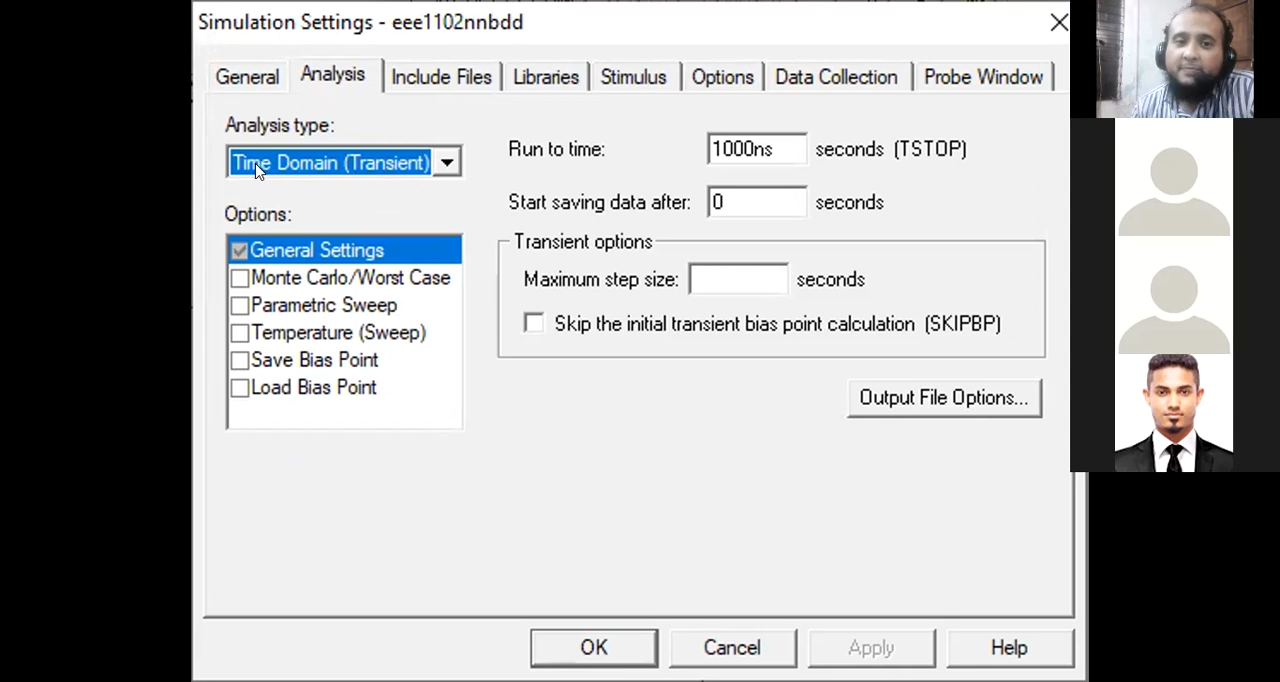 Simulation Settings - eee1102nnbdd
General Analysis Include Files Libraries Stimulus Options Data Collection Probe Window
Analysis type:
Time Domain (Transient)
Options:
General Settings
Monte Carlo/Worst Case
Parametric Sweep
Temperature (Sweep)
Save Bias Point
Load Bias Point
Run to time: 1000ns seconds (TSTOP)
Start saving data after: 0 seconds
Transient options
Maximum step size: seconds
Skip the initial transient bias point calculation (SKIPBP)
Output File Options...
OK Cancel Apply Help